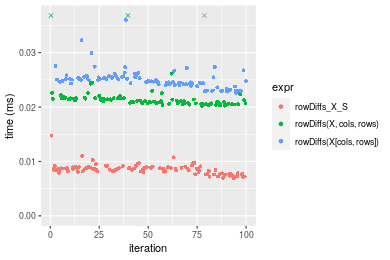 0.03
0.02
0.01
0.00
time (ms)
0
25
50
75
100
iteration
expr
rowDiffs_X_S
rowDiffs(X, cols, rows)
rowDiffs(X[cols, rows])